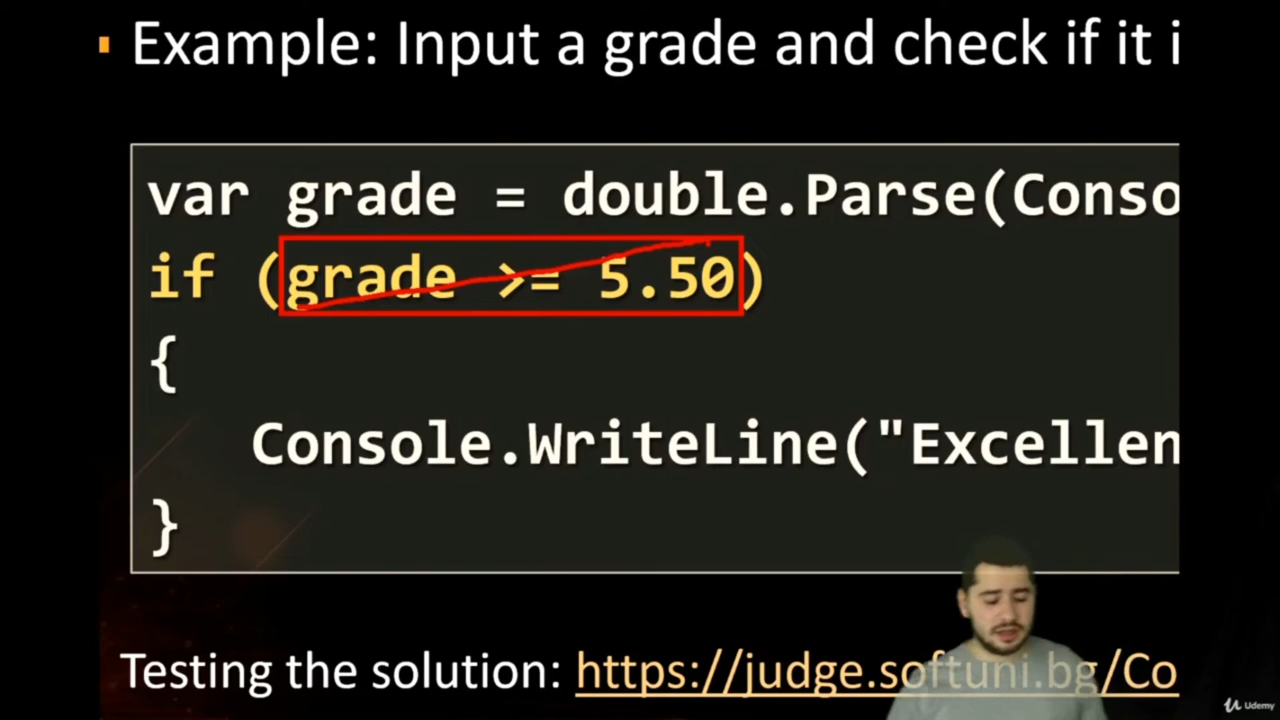 Example: Input a grade and check if it i
var grade = double.Parse(Conso
if (grade >= 5.50)
{
Console.WriteLine("Excellen
}
Testing the solution: https://judge.softuni.bg/Co
Udemy